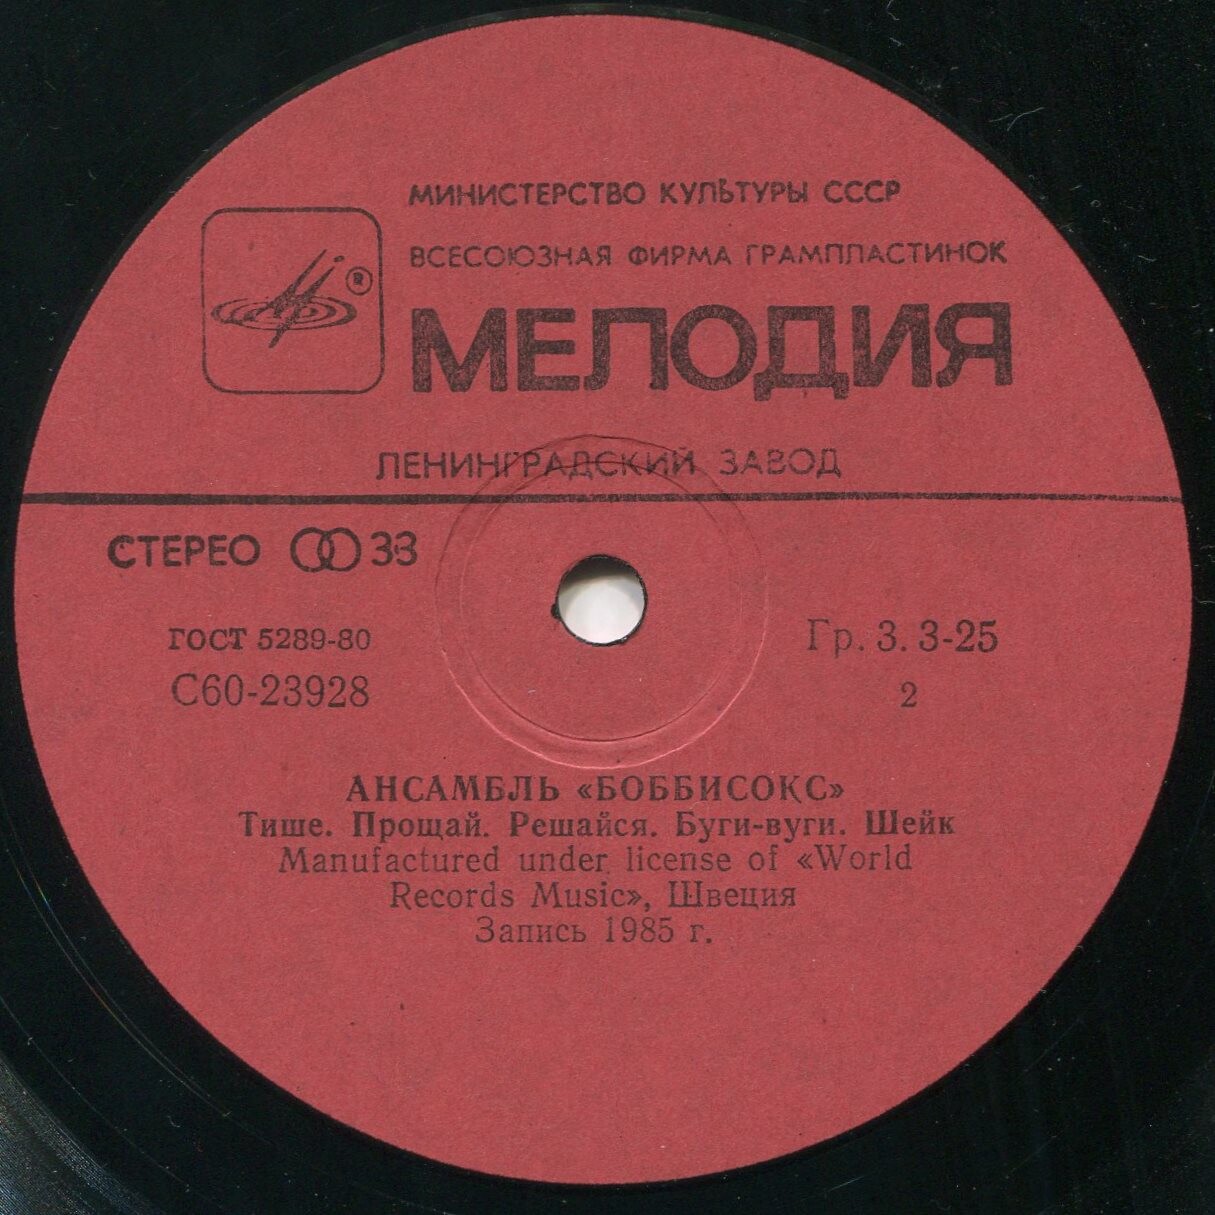 МИНИСТЕРСТВО КУЛЬТУРЫ СССР
ВСЕСОЮЗНАЯ ФИРМА ГРАМПЛАСТИНОК
®
МЕЛОДИЯ
ЛЕНИНГРАДСКИЙ ЗАВОД
СТЕРЕО 33
ГОСТ 5289-80
С60-23928
Гр. 3. 3-25
2
АНСАМБЛЬ «БОББИСОКС»
Тише. Прощай. Решайся. Буги-вуги. Шейк
Manufactured under license of «World
Records Music», Швеция
Запись 1985 г.